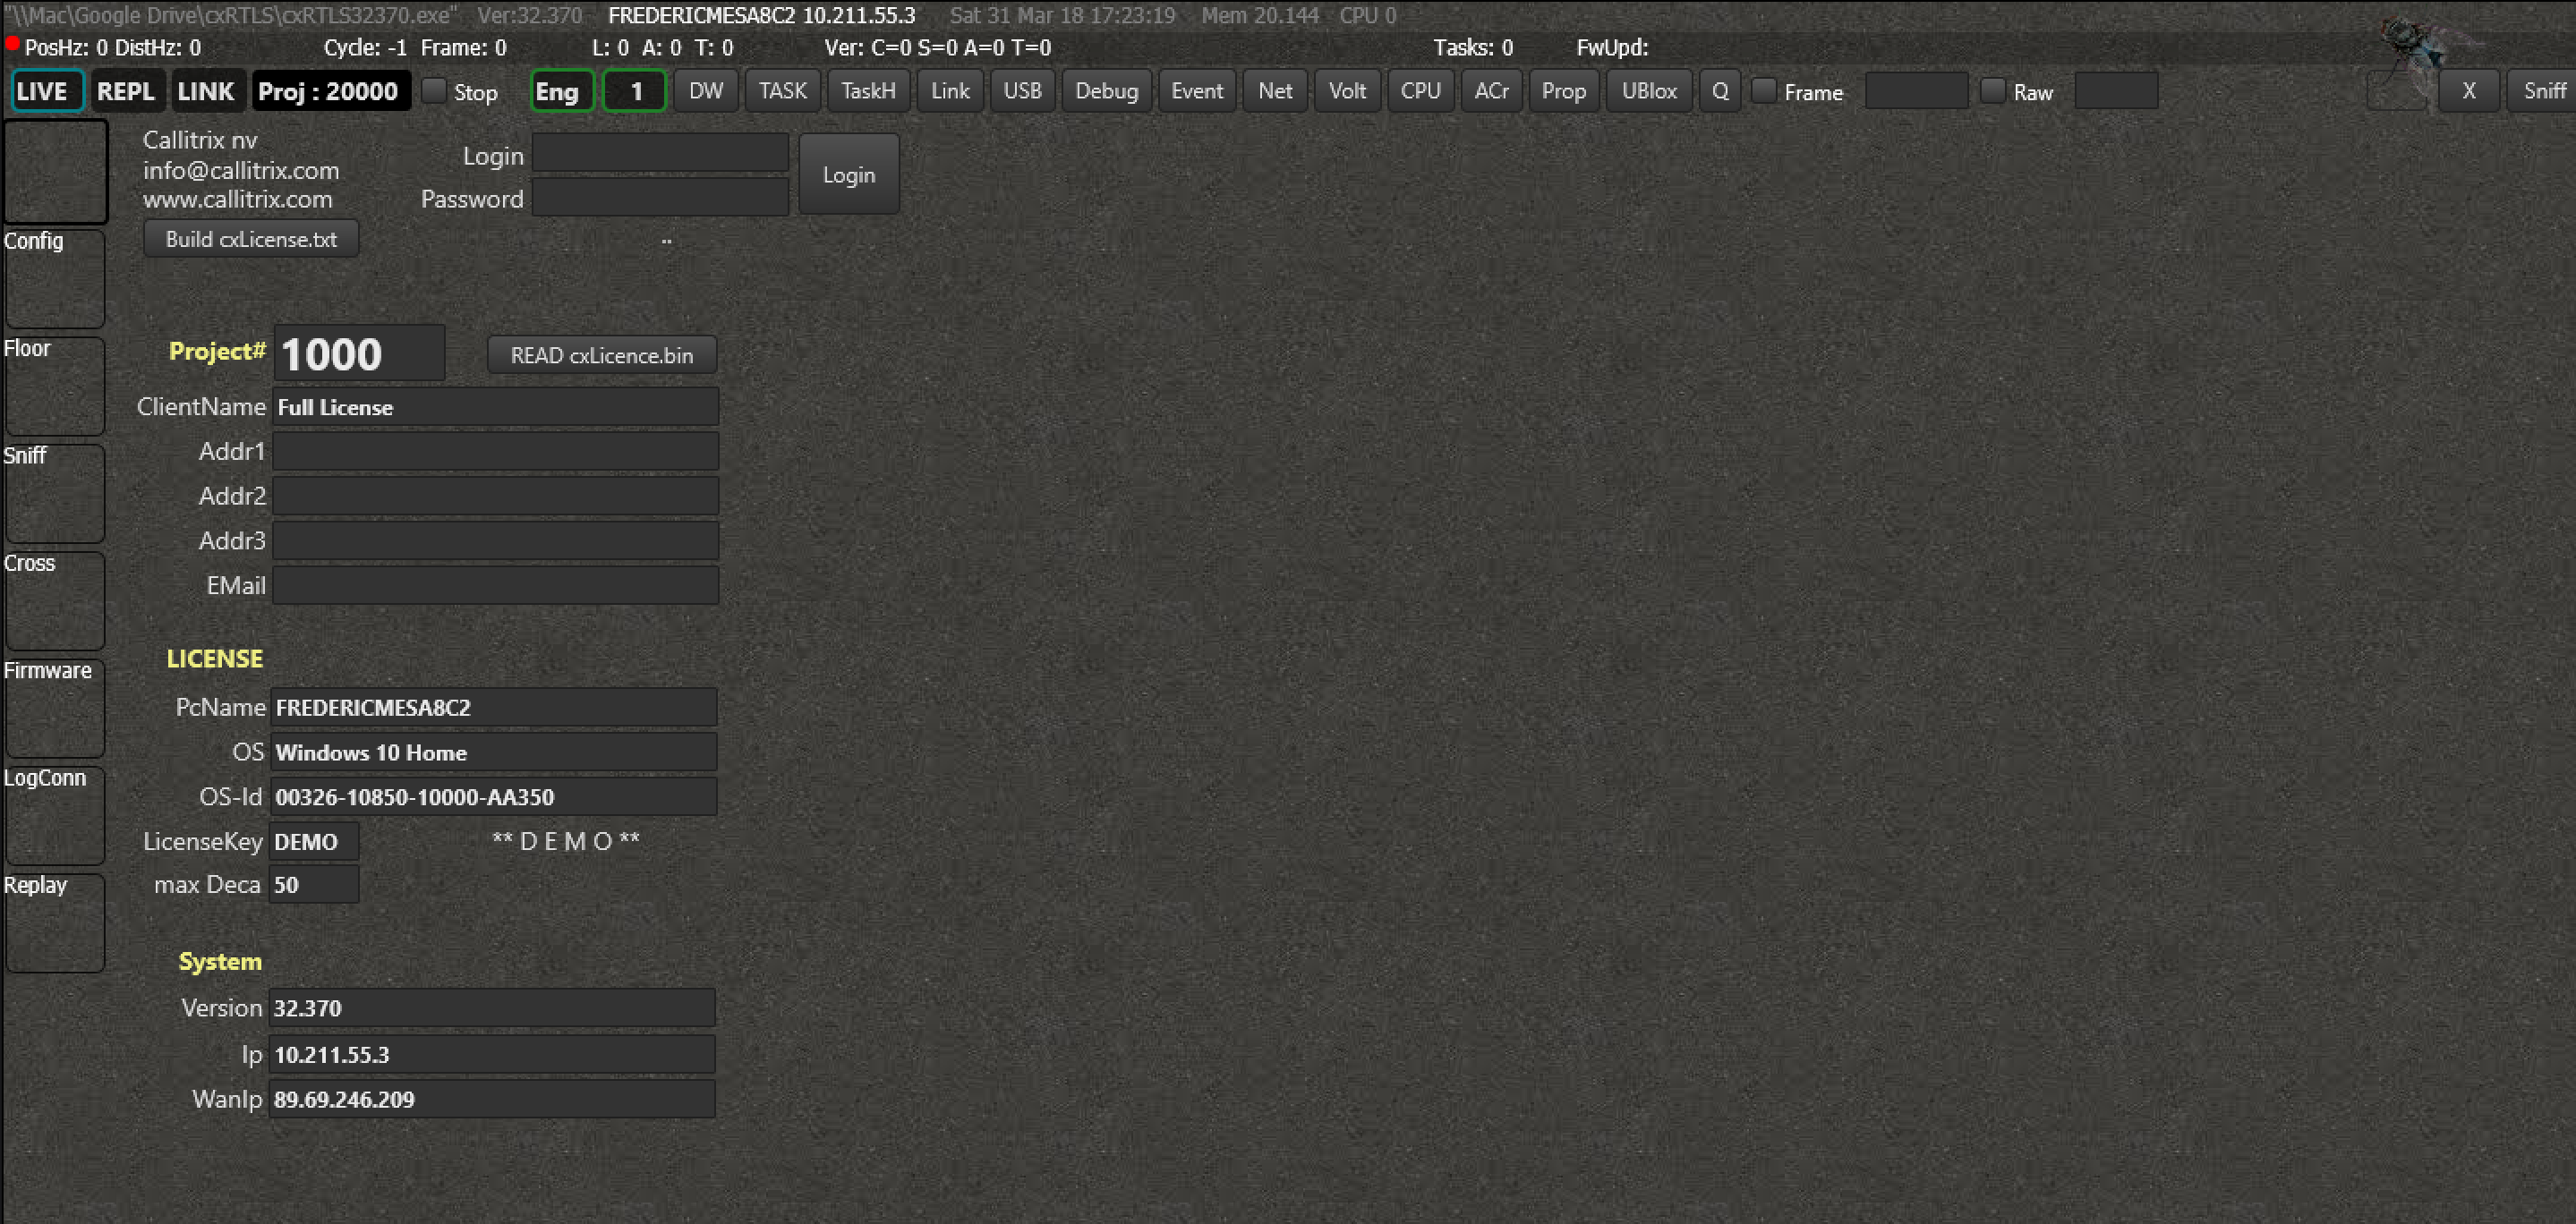 "\\Mac\Google Drive\cxRTLS\cxRTLS32370.exe" Ver:32.370 FREDERICMESA8C2 10.211.55.3 Sat 31 Mar 18 17:23:19 Mem 20.144 CPU 0
PosHz: 0 DistHz: 0 Cycle: -1 Frame: 0 L: 0 A: 0 T: 0 Ver: C=0 S=0 A=0 T=0 Tasks: 0 FwUpd:
LIVE REPL LINK Proj : 20000 Stop Eng 1 DW TASK TaskH Link USB Debug Event Net Volt CPU ACr Prop UBlox Q Frame Raw X Sniff
Callitrix nv
info@callitrix.com
www.callitrix.com
Build cxLicense.txt
Login
Password
Login
..
Config
Floor
Sniff
Cross
Firmware
LogConn
Replay
Project# 1000 READ cxLicence.bin
ClientName Full License
Addr1
Addr2
Addr3
EMail
LICENSE
PcName FREDERICMESA8C2
OS Windows 10 Home
OS-Id 00326-10850-10000-AA350
LicenseKey DEMO ** D E M O **
max Deca 50
System
Version 32.370
Ip 10.211.55.3
WanIp 89.69.246.209